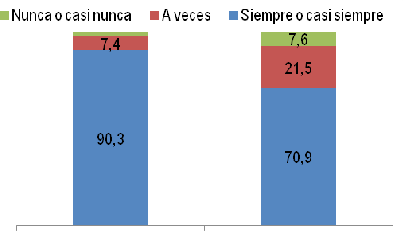 Nunca o casi nunca A veces Siempre o casi siempre
7,4 7,6
21,5
90,3
70,9